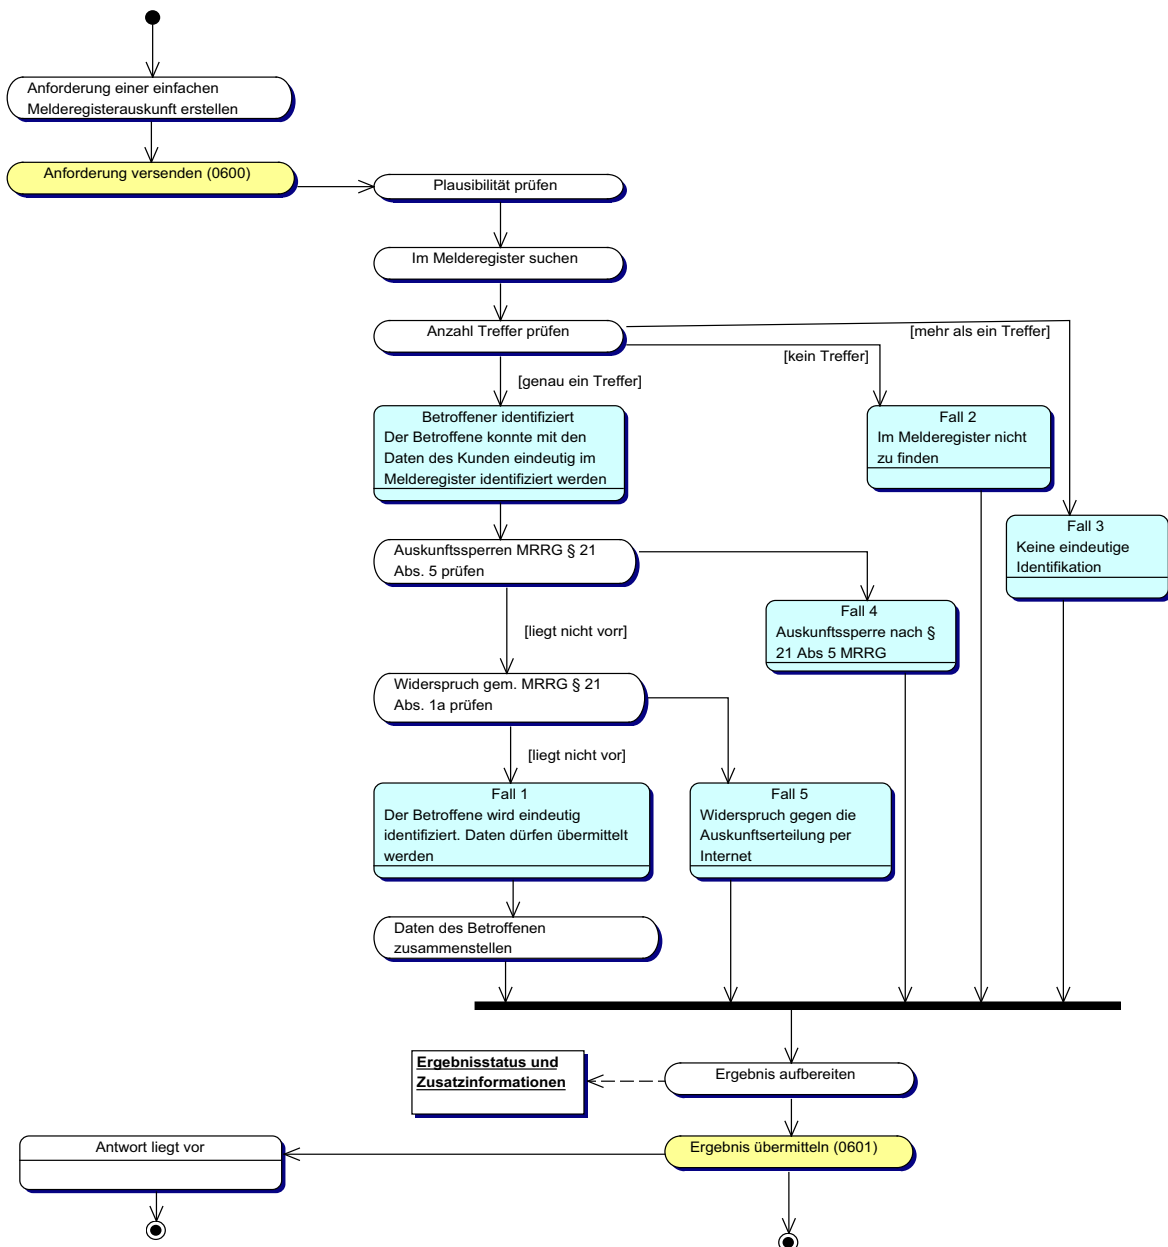 Anforderung einer einfachen
Melderegisterauskunft erstellen
Anforderung versenden (0600)
Plausibilität prüfen
Im Melderegister suchen
Anzahl Treffer prüfen
[mehr als ein Treffer]
[kein Treffer]
[genau ein Treffer]
Betroffener identifiziert
Der Betroffene konnte mit den
Daten des Kunden eindeutig im
Melderegister identifiziert werden
Fall 2
Im Melderegister nicht
zu finden
Fall 3
Keine eindeutige
Identifikation
Auskunftssperren MRRG § 21
Abs. 5 prüfen
Fall 4
Auskunftssperre nach §
21 Abs 5 MRRG
[liegt nicht vorr]
Widerspruch gem. MRRG § 21
Abs. 1a prüfen
[liegt nicht vor]
Fall 1
Der Betroffene wird eindeutig
identifiziert. Daten dürfen übermittelt
werden
Fall 5
Widerspruch gegen die
Auskunftserteilung per
Internet
Daten des Betroffenen
zusammenstellen
Ergebnisstatus und
Zusatzinformationen
Ergebnis aufbereiten
Antwort liegt vor
Ergebnis übermitteln (0601)